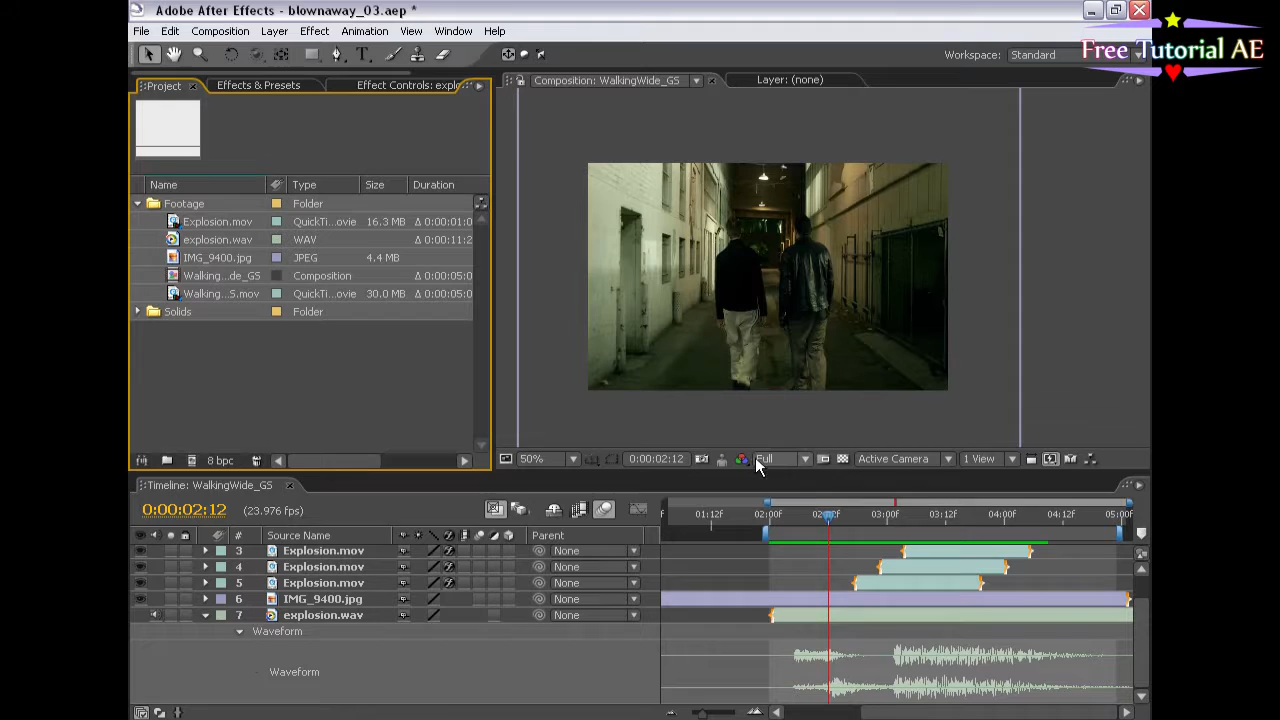 Adobe After Effects - blownaway_03.aep *
File Edit Composition Layer Effect Animation View Window Help
Workspace: Standard
Free Tutorial AE
Project Effects & Presets Effect Controls: explo
Composition: WalkingWide_GS Layer: (none)
Name Type Size Duration
Footage Folder
Explosion.mov QuickTi...ovie 16.3 MB Δ 0:00:01:0
explosion.wav WAV Δ 0:00:11:2
IMG_9400.jpg JPEG 4.4 MB
Walking...de_GS Composition Δ 0:00:05:0
Walking...S.mov QuickTi...ovie 30.0 MB Δ 0:00:05:0
Solids Folder
8 bpc
50% 0:00:02:12 Full Active Camera 1 View
Timeline: WalkingWide_GS
0:00:02:12 (23.976 fps)
01:12F 02:00F 03:00F 03:12F 04:00F 04:12F 05:00F
# Source Name Parent
3 Explosion.mov None
4 Explosion.mov None
5 Explosion.mov None
6 IMG_9400.jpg None
7 explosion.wav None
Waveform
Waveform